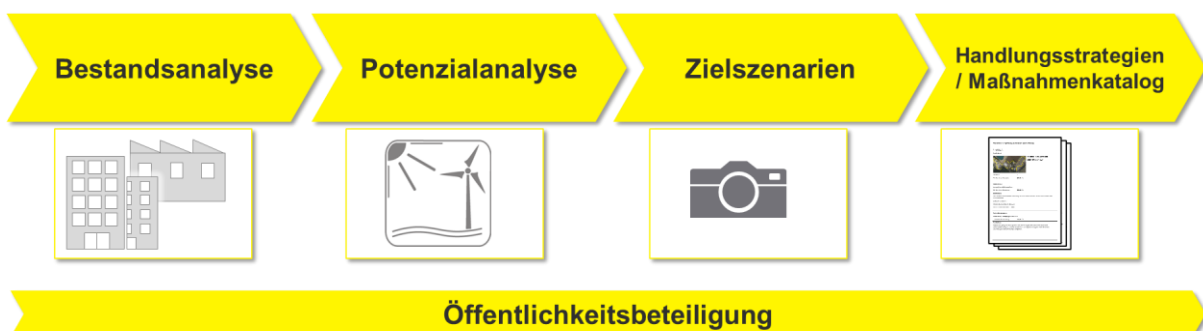 Bestandsanalyse
Potenzialanalyse
Zielszenarien
Handlungsstrategien
/ Maßnahmenkatalog
Öffentlichkeitsbeteiligung